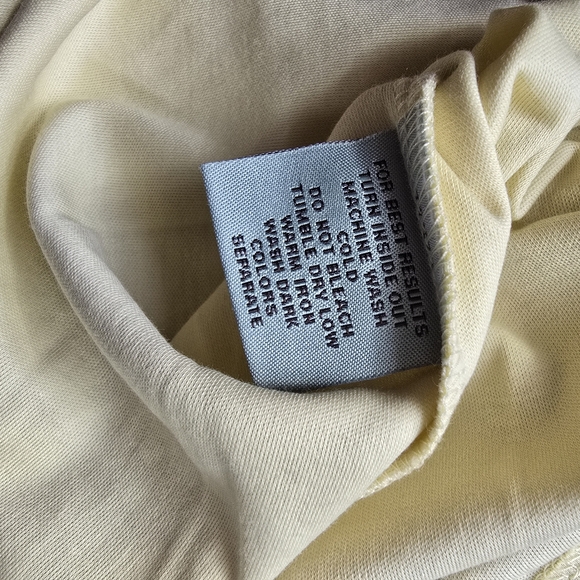 FOR BEST RESULTS
TURN INSIDE OUT
MACHINE WASH
COLD
DO NOT BLEACH
TUMBLE DRY LOW
WARM IRON
WASH DARK
COLORS
SEPARATE